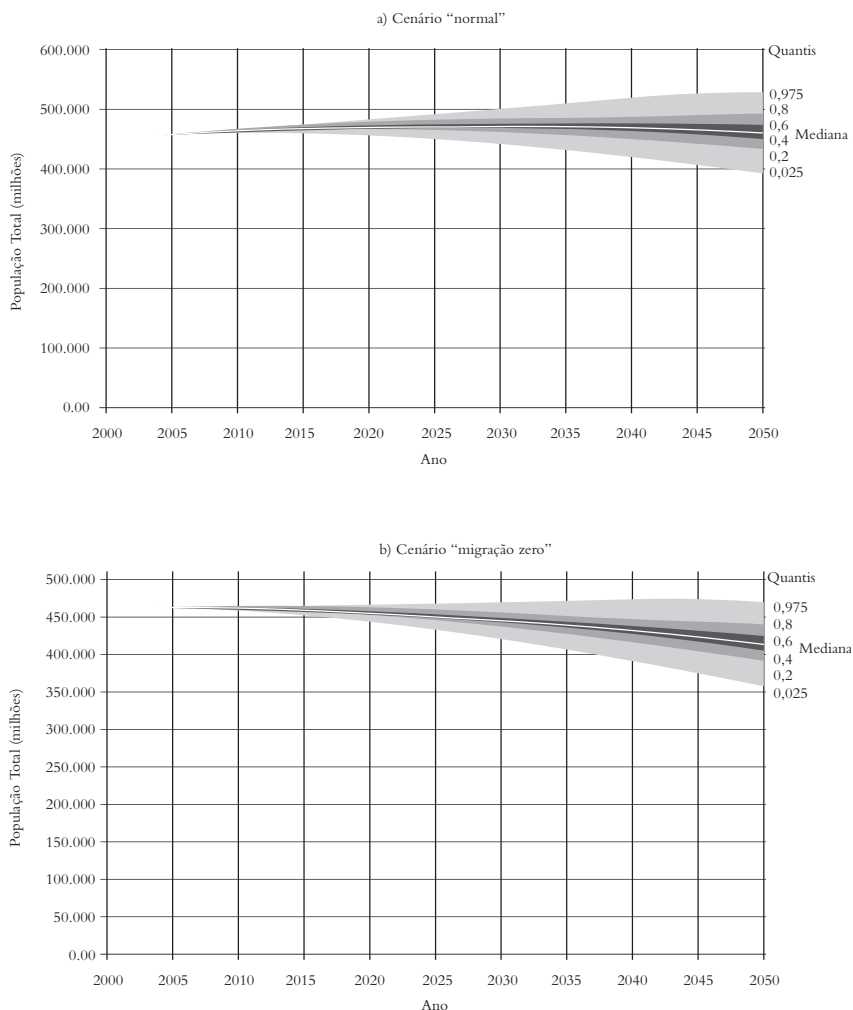 a) Cenário “normal”
600.000
Quantis
500.000
0,975
0,8
0,6
0,4 Mediana
0,2
400.000
0,025
300.000
200.000
100.000
0.00
População Total (milhões)
2000 2005 2010 2015 2020 2025 2030 2035 2040 2045 2050
Ano
b) Cenário “migração zero”
500.000
Quantis
0,975
450.000
0,8
0,6
Mediana
400.000
0,4
0,2
350.000
0,025
300.000
250.000
200.000
150.000
100.000
50.000
0.00
População Total (milhões)
2000 2005 2010 2015 2020 2025 2030 2035 2040 2045 2050
Ano